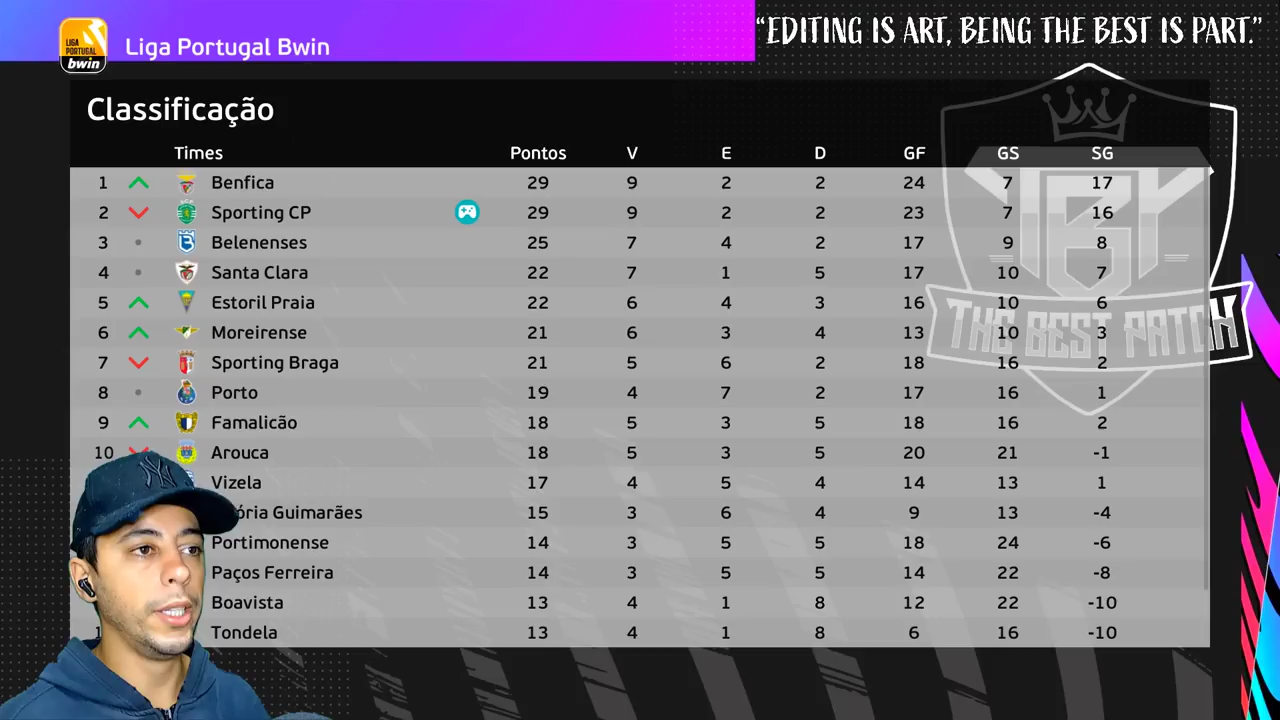 "EDITING IS ART, BEING THE BEST IS PART."
LIGA PORTUGAL bwin
Liga Portugal Bwin
Classificação
Times Pontos V E D GF GS SG
1 Benfica 29 9 2 2 24 7 17
2 Sporting CP 29 9 2 2 23 7 16
3 Belenenses 25 7 4 2 17 9 8
4 Santa Clara 22 7 1 5 17 10 7
5 Estoril Praia 22 6 4 3 16 10 6
6 Moreirense 21 6 3 4 13 10 3
7 Sporting Braga 21 5 6 2 18 16 2
8 Porto 19 4 7 2 17 16 1
9 Famalicão 18 5 3 5 18 16 2
10 Arouca 18 5 3 5 20 21 -1
Vizela 17 4 5 4 14 13 1
Guimarães 15 3 6 4 9 13 -4
Portimonense 14 3 5 5 18 24 -6
Paços Ferreira 14 3 5 5 14 22 -8
Boavista 13 4 1 8 12 22 -10
Tondela 13 4 1 8 6 16 -10
TBP
THE BEST PATCH
NY